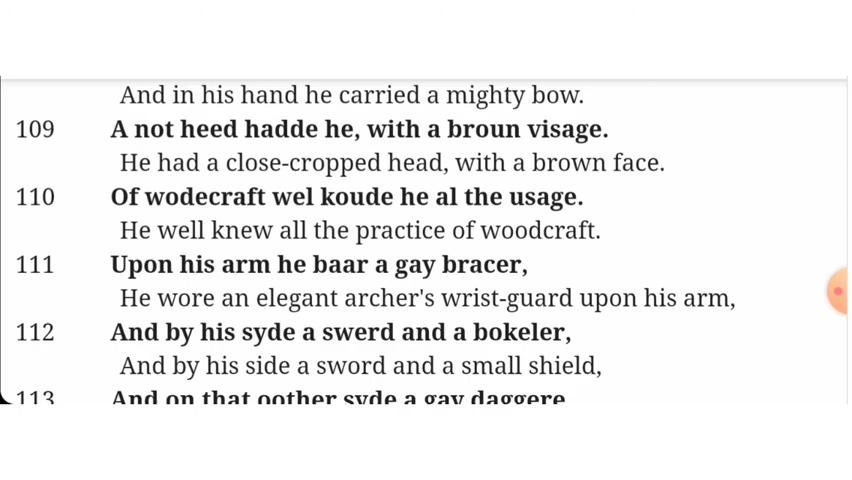 And in his hand he carried a mighty bow.
109 A not heed hadde he, with a broun visage.
He had a close-cropped head, with a brown face.
110 Of wodecraft wel koude he al the usage.
He well knew all the practice of woodcraft.
111 Upon his arm he baar a gay bracer,
He wore an elegant archer's wrist-guard upon his arm,
112 And by his syde a swerd and a bokeler,
And by his side a sword and a small shield,
113 And on that oother syde a gay daggere